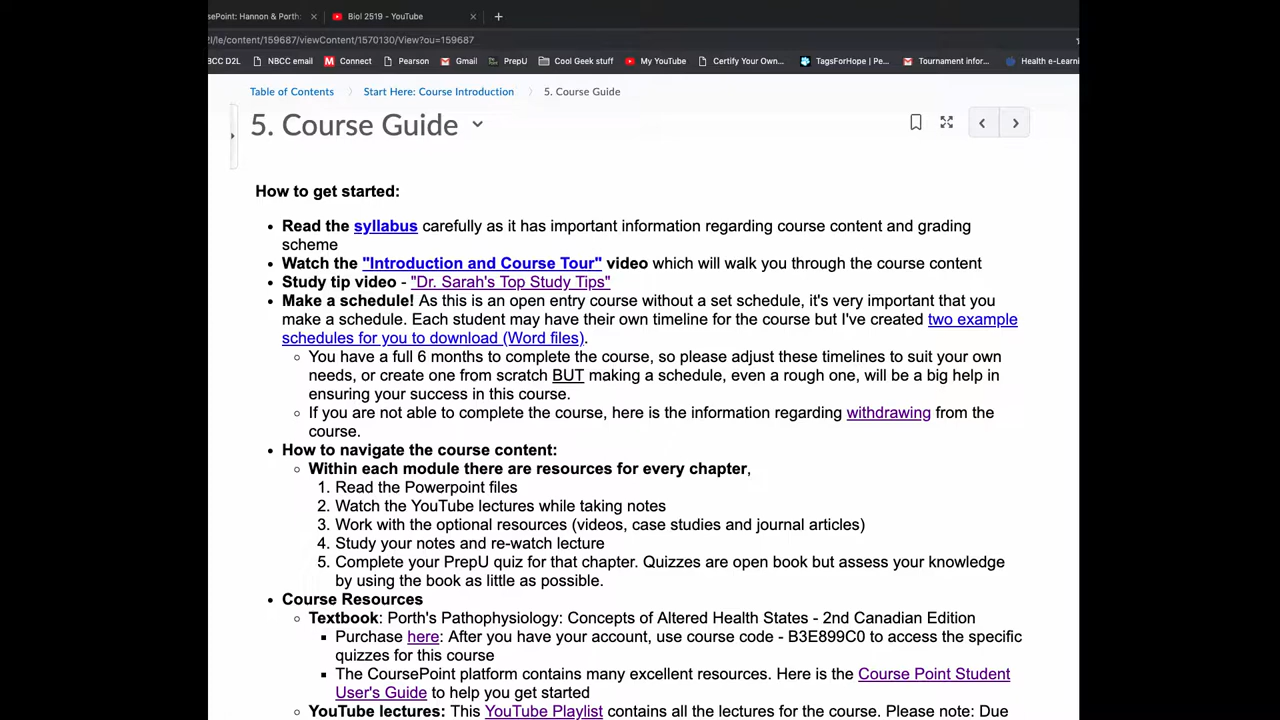 sePoint: Hannon & Porth:
Biol 2519 - YouTube
l/le/content/159687/viewContent/1570130/View?ou=159687
BCC D2L NBCC email Connect Pearson Gmail PrepU Cool Geek stuff My YouTube Certify Your Own... TagsForHope | Pe... Tournament infor... Health e-Learni
Table of Contents Start Here: Course Introduction 5. Course Guide
5. Course Guide
How to get started:
• Read the syllabus carefully as it has important information regarding course content and grading
scheme
• Watch the "Introduction and Course Tour" video which will walk you through the course content
• Study tip video - "Dr. Sarah's Top Study Tips"
• Make a schedule! As this is an open entry course without a set schedule, it's very important that you
make a schedule. Each student may have their own timeline for the course but I've created two example
schedules for you to download (Word files).
◦ You have a full 6 months to complete the course, so please adjust these timelines to suit your own
needs, or create one from scratch BUT making a schedule, even a rough one, will be a big help in
ensuring your success in this course.
◦ If you are not able to complete the course, here is the information regarding withdrawing from the
course.
• How to navigate the course content:
◦ Within each module there are resources for every chapter,
1. Read the Powerpoint files
2. Watch the YouTube lectures while taking notes
3. Work with the optional resources (videos, case studies and journal articles)
4. Study your notes and re-watch lecture
5. Complete your PrepU quiz for that chapter. Quizzes are open book but assess your knowledge
by using the book as little as possible.
• Course Resources
◦ Textbook: Porth's Pathophysiology: Concepts of Altered Health States - 2nd Canadian Edition
▪ Purchase here: After you have your account, use course code - B3E899C0 to access the specific
quizzes for this course
▪ The CoursePoint platform contains many excellent resources. Here is the Course Point Student
User's Guide to help you get started
◦ YouTube lectures: This YouTube Playlist contains all the lectures for the course. Please note: Due